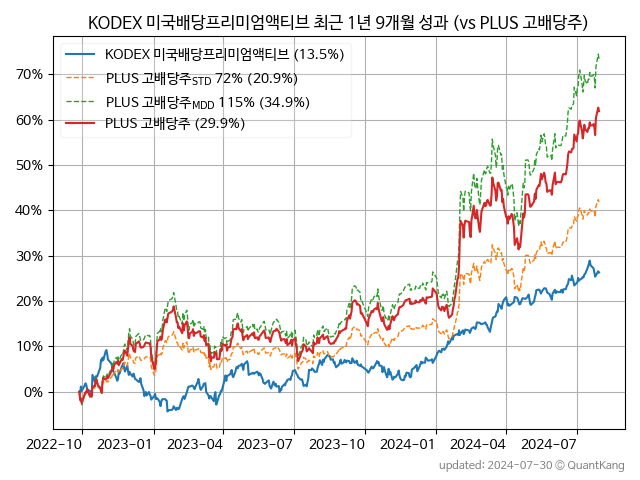 KODEX 미국배당프리미엄액티브 최근 1년 9개월 성과 (vs PLUS 고배당주)
KODEX 미국배당프리미엄액티브 (13.5%)
PLUS 고배당주STD 72% (20.9%)
PLUS 고배당주MDD 115% (34.9%)
PLUS 고배당주 (29.9%)
70%
60%
50%
40%
30%
20%
10%
0%
2022-10 2023-01 2023-04 2023-07 2023-10 2024-01 2024-04 2024-07
updated: 2024-07-30 © QuantKang